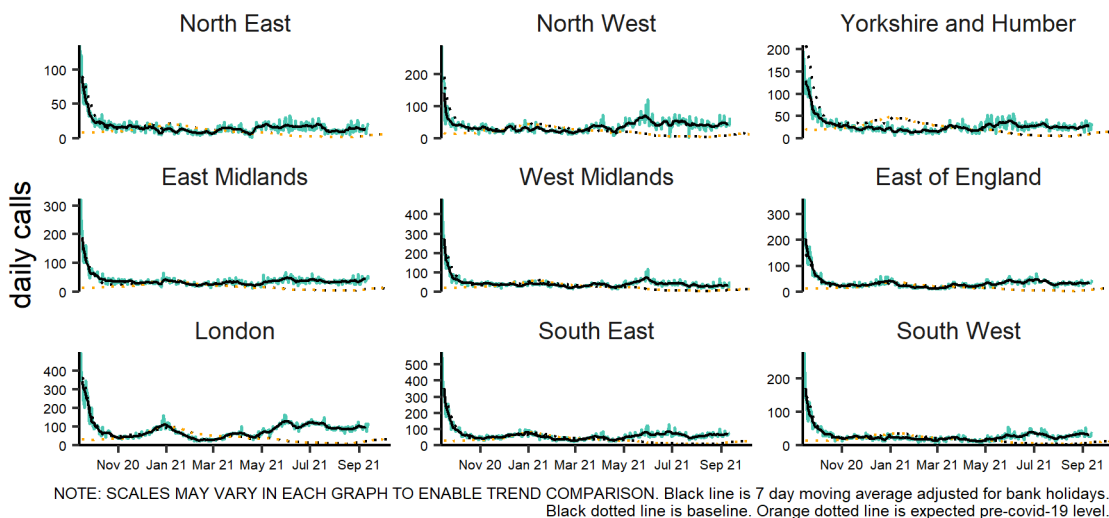 North East
North West
Yorkshire and Humber
100
50
0
200
100
0
200
150
100
50
0
East Midlands
West Midlands
East of England
daily calls
300
200
100
0
400
300
200
100
0
300
200
100
0
London
South East
South West
400
300
200
100
0
500
400
300
200
100
0
200
100
0
Nov 20 Jan 21 Mar 21 May 21 Jul 21 Sep 21
Nov 20 Jan 21 Mar 21 May 21 Jul 21 Sep 21
Nov 20 Jan 21 Mar 21 May 21 Jul 21 Sep 21
NOTE: SCALES MAY VARY IN EACH GRAPH TO ENABLE TREND COMPARISON. Black line is 7 day moving average adjusted for bank holidays.
Black dotted line is baseline. Orange dotted line is expected pre-covid-19 level.